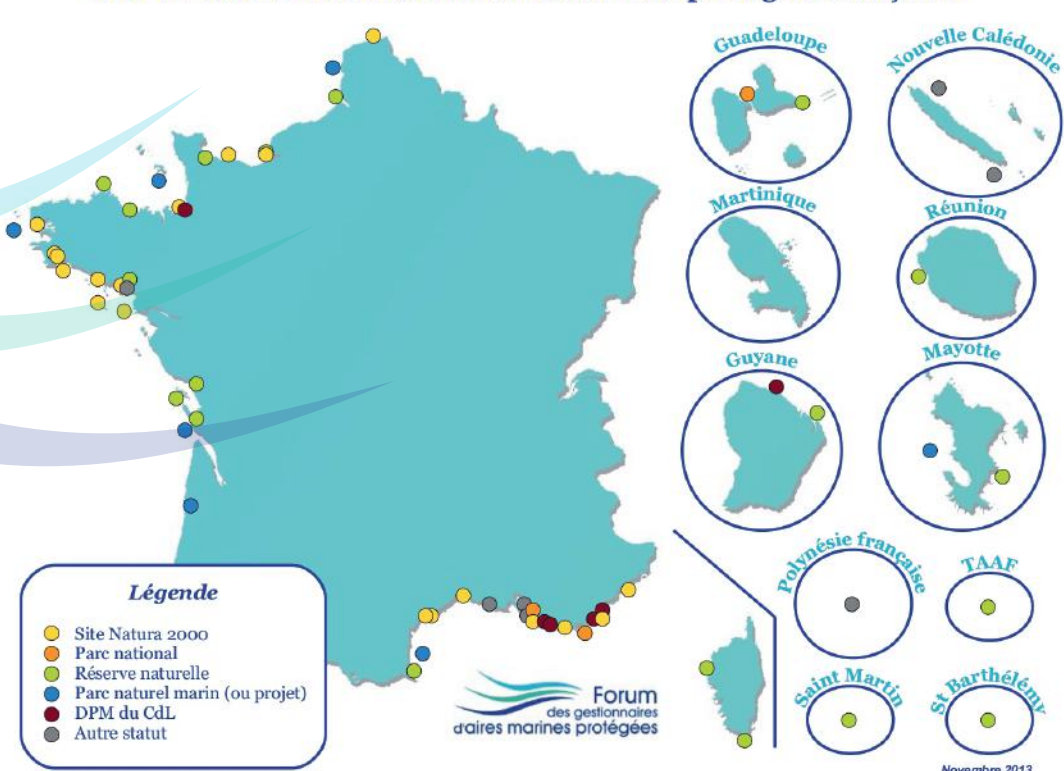 Guadeloupe
Nouvelle Calédonie
Martinique
Réunion
Guyane
Mayotte
Polynésie française
TAAF
Saint Martin
St Barthélémy
Légende
Site Natura 2000
Parc national
Réserve naturelle
Parc naturel marin (ou projet)
DPM du CdL
Autre statut
Forum
des gestionnaires
d'aires marines protégées
Novembre 2013